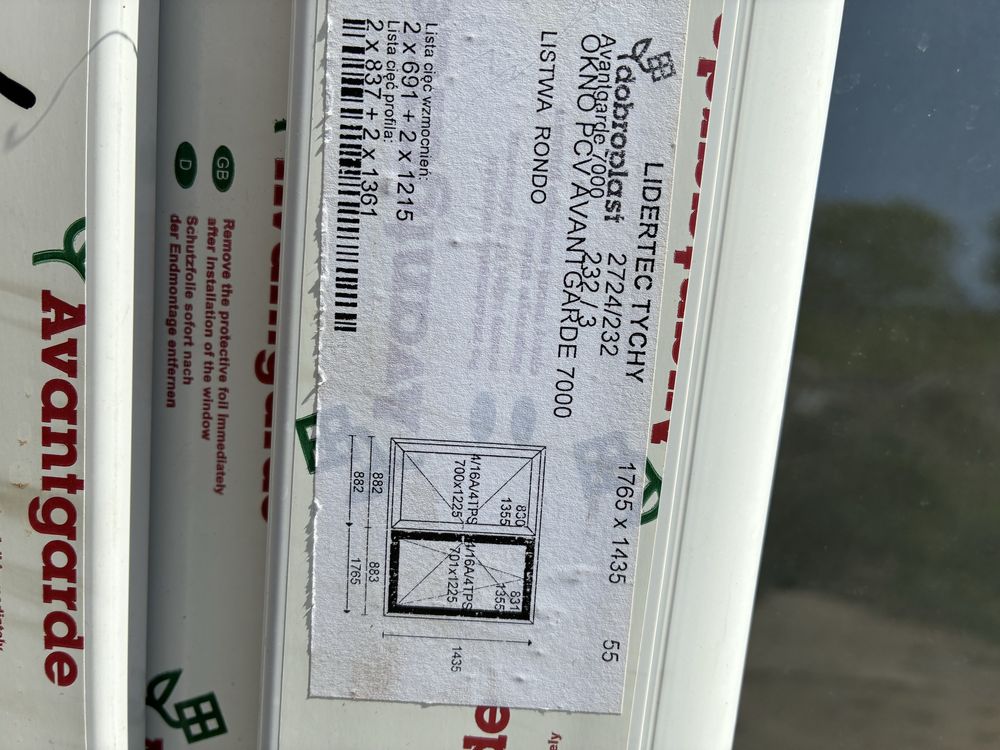 LIDERTEC TYCHY
1765 x 1435
55
dobroplast
2724/232
Avantgarde 7000
232 /3
OKNO PCV AVANTGARDE 7000
LISTWA RONDO
Lista cięć wzmocnień:
2 x 691 + 2 x 1215
Lista cięć profila:
2 x 837 + 2 x 1361
830
1355
4/16A/4TPS
700x1225
831
1355
4/16A/4TPS
701x1225
882
883
882
1765
1435
GB
Remove the protective foil immediately
after installation of the window
D
Schutzfolie sofort nach
der Endmontage entfernen
Avantgarde